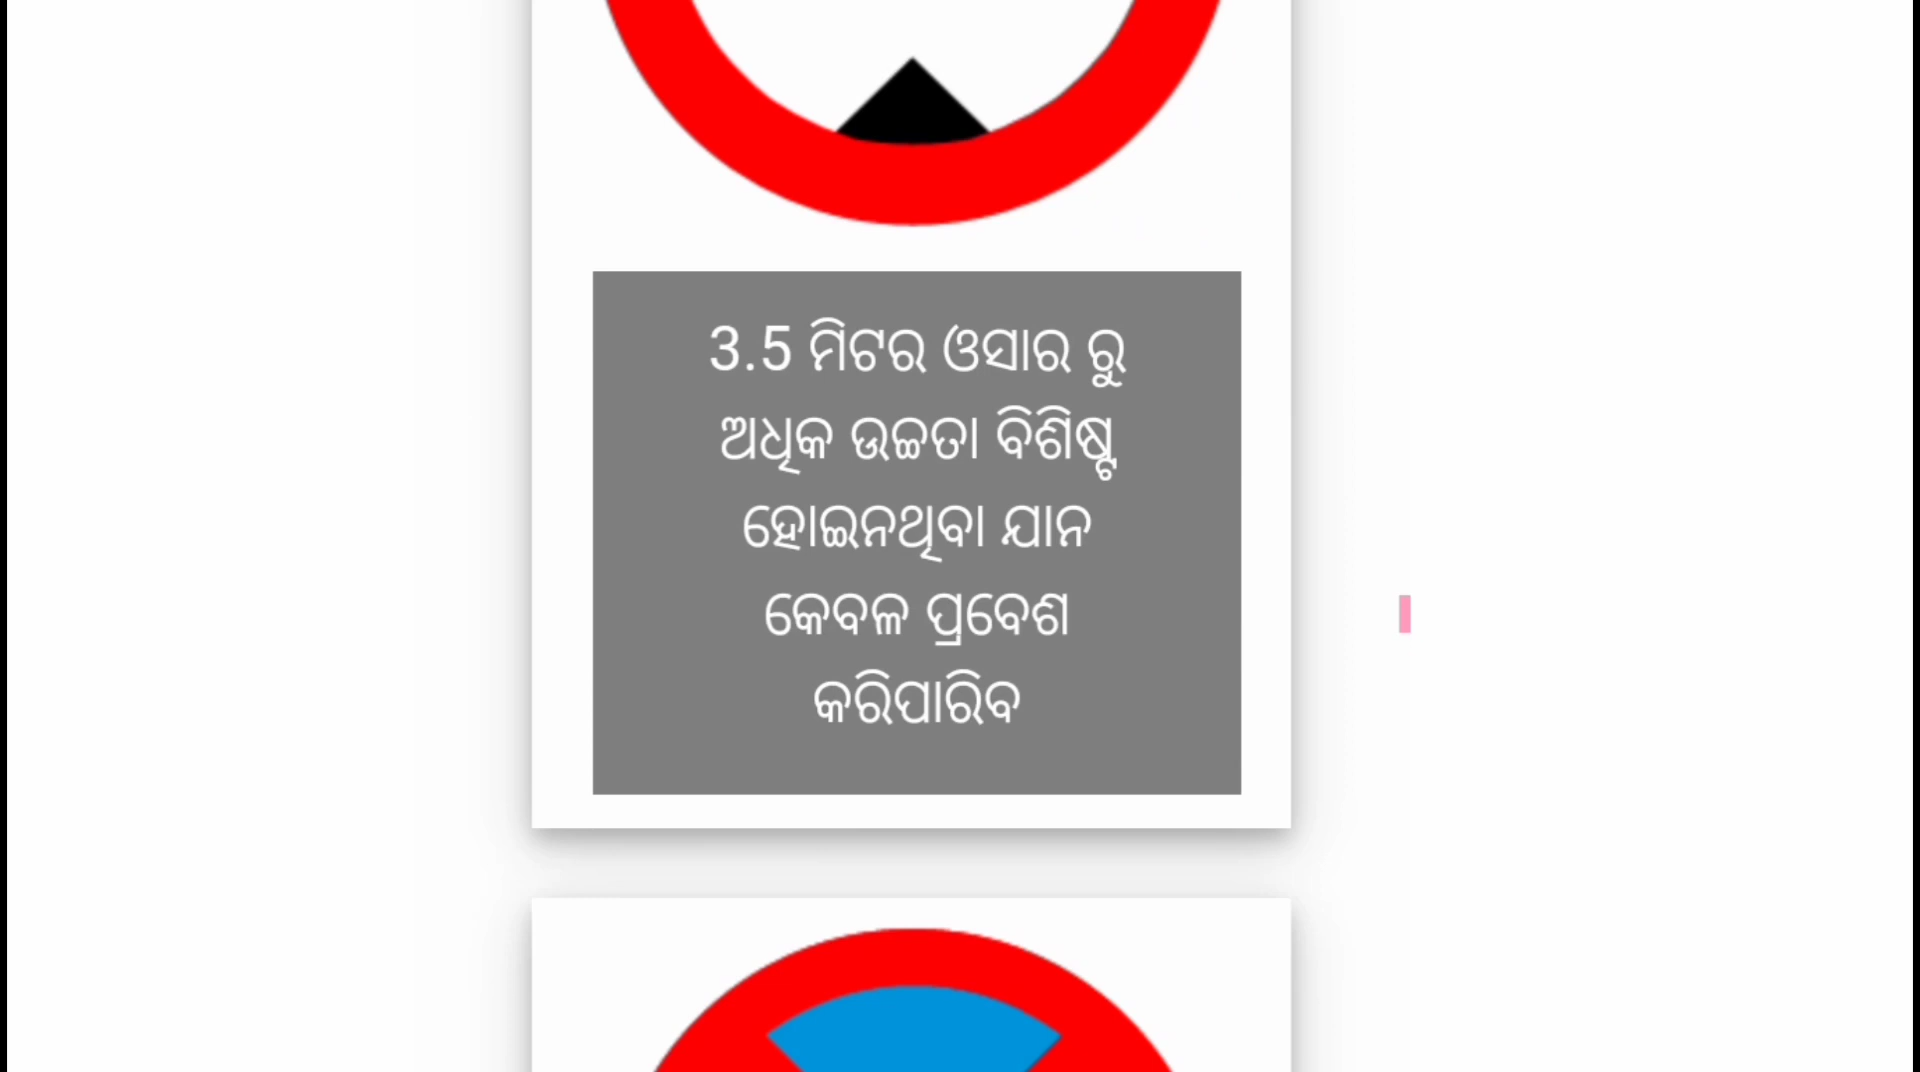 3.5 ମିଟର ଓସାର ରୁ
ଅଧିକ ଉଚ୍ଚତା ବିଶିଷ୍ଟ
ହୋଇନଥିବା ଯାନ
କେବଳ ପ୍ରବେଶ
କରିପାରିବ